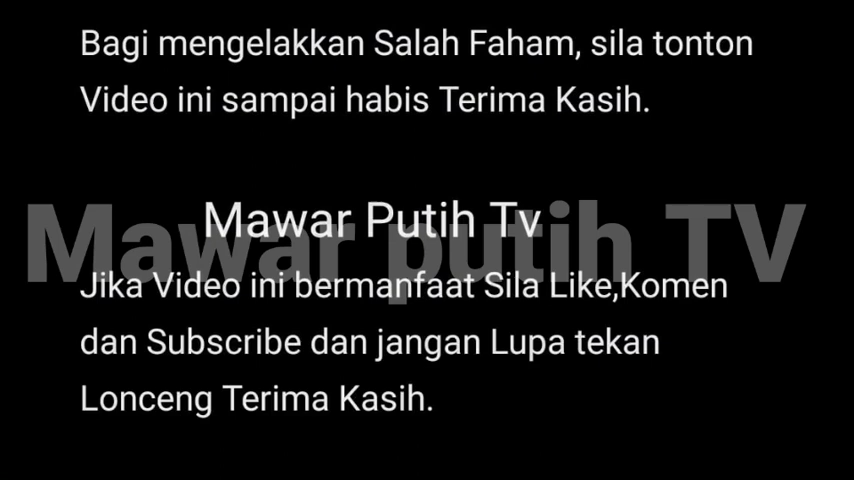 Bagi mengelakkan Salah Faham, sila tonton
Video ini sampai habis Terima Kasih.
Mawar Putih Tv
Mawar putih TV
Jika Video ini bermanfaat Sila Like,Komen
dan Subscribe dan jangan Lupa tekan
Lonceng Terima Kasih.